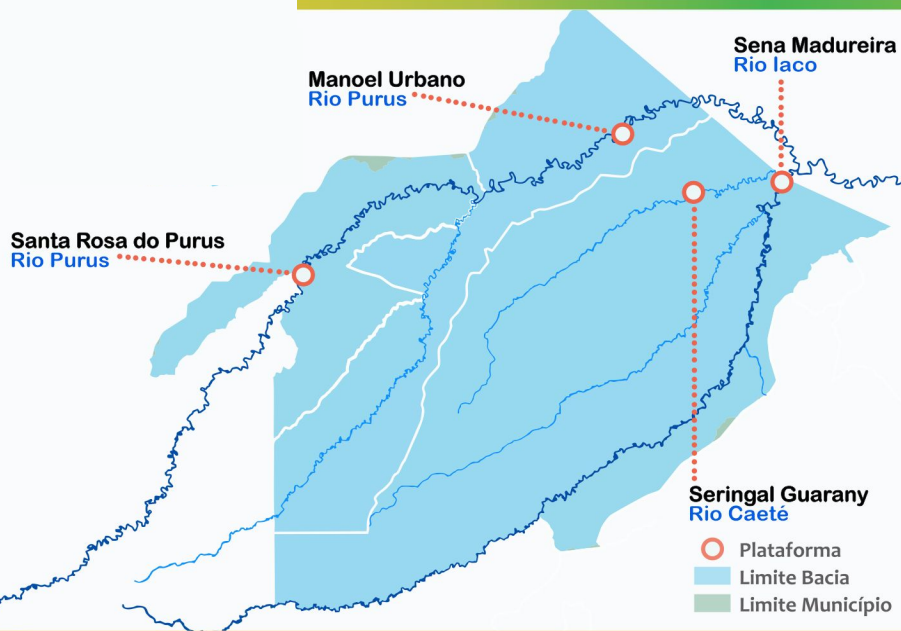 Sena Madureira
Rio Iaco
Manoel Urbano
Rio Purus
Santa Rosa do Purus
Rio Purus
Seringal Guarany
Rio Caeté
Plataforma
Limite Bacia
Limite Município